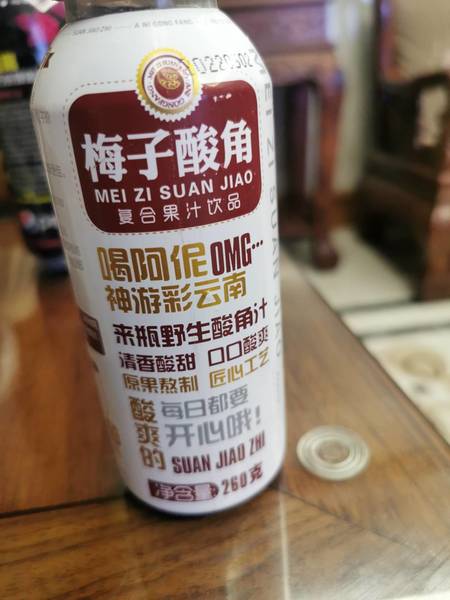 梅子酸角
MEI ZI SUAN JIAO
复合果汁饮品
喝阿伲OMG...
神游彩云南
来瓶野生酸角汁
清香酸甜 口口酸爽
原果熬制 匠心工艺
酸爽的 每日都要
开心哦!
SUAN JIAO ZHI
净含量:260克